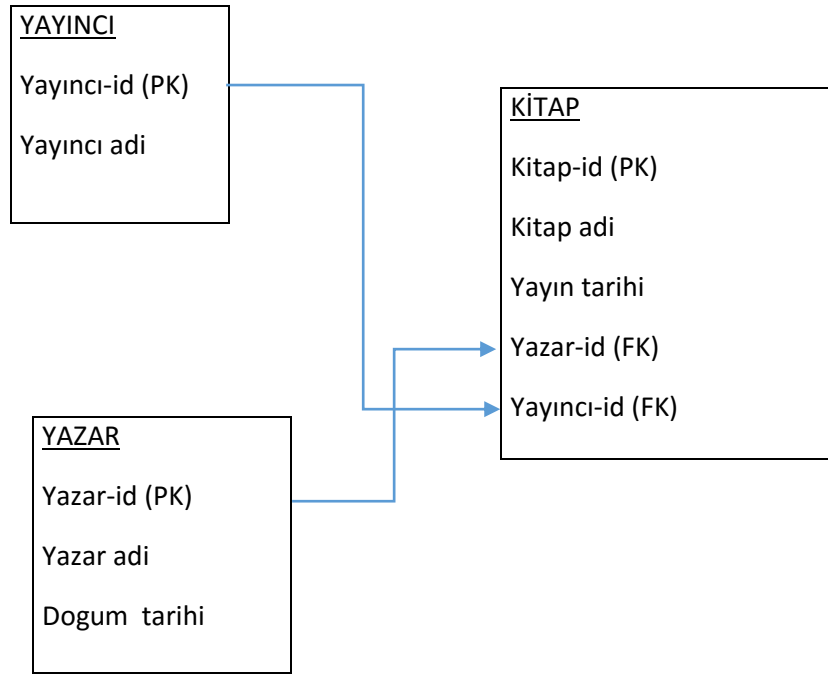 YAYINCI
Yayıncı-id (PK)
Yayıncı adi
KİTAP
Kitap-id (PK)
Kitap adi
Yayın tarihi
Yazar-id (FK)
Yayıncı-id (FK)
YAZAR
Yazar-id (PK)
Yazar adi
Dogum tarihi